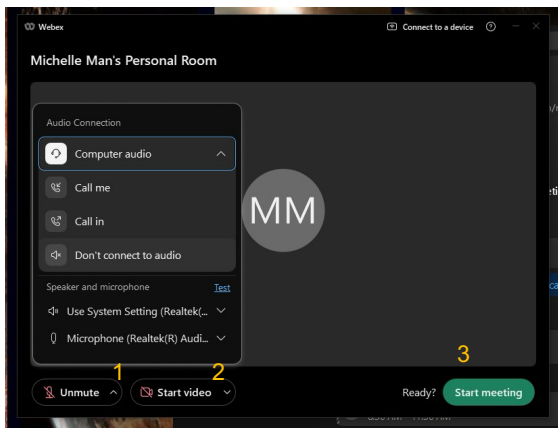 Webex
Connect to a device
Michelle Man's Personal Room
Audio Connection
Computer audio
Call me
Call in
Don't connect to audio
MM
Speaker and microphone Test
Use System Setting (Realtek(...
Microphone (Realtek(R) Audi...
1
2
3
Unmute
Start video
Ready?
Start meeting